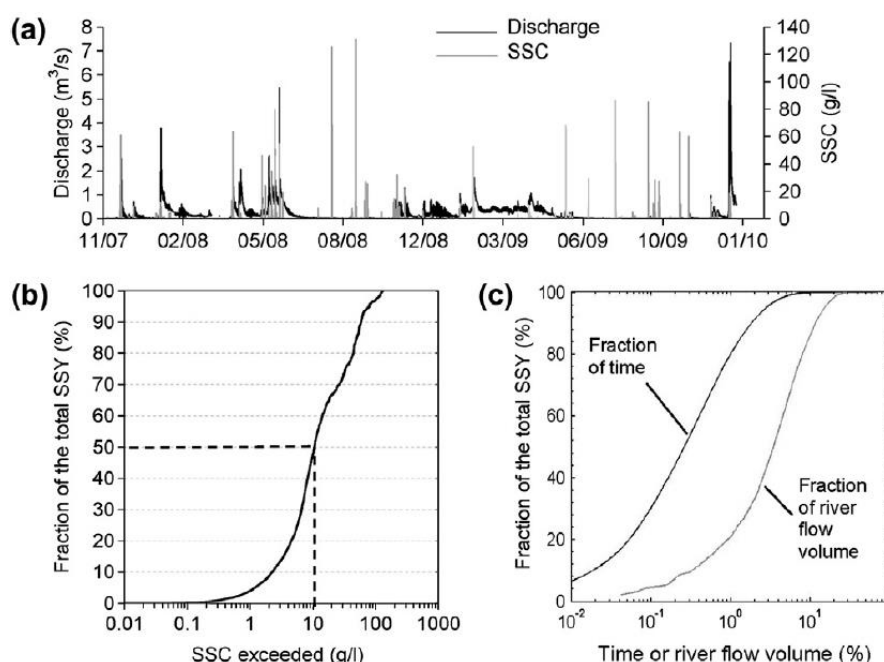 (a)
Discharge
SSC
Discharge (m³/s)
8
7
6
5
4
3
2
1
0
SSC (g/l)
140
120
100
80
60
40
20
0
11/07 02/08 05/08 08/08 12/08 03/09 06/09 10/09 01/10
(b)
Fraction of the total SSY (%)
100
90
80
70
60
50
40
30
20
10
0
0.01 0.1 1 10 100 1000
SSC exceeded (g/l)
(c)
Fraction of the total SSY (%)
100
80
60
40
20
0
Fraction
of time
Fraction
of river
flow
volume
10⁻² 10⁻¹ 10⁰ 10¹
Time or river flow volume (%)